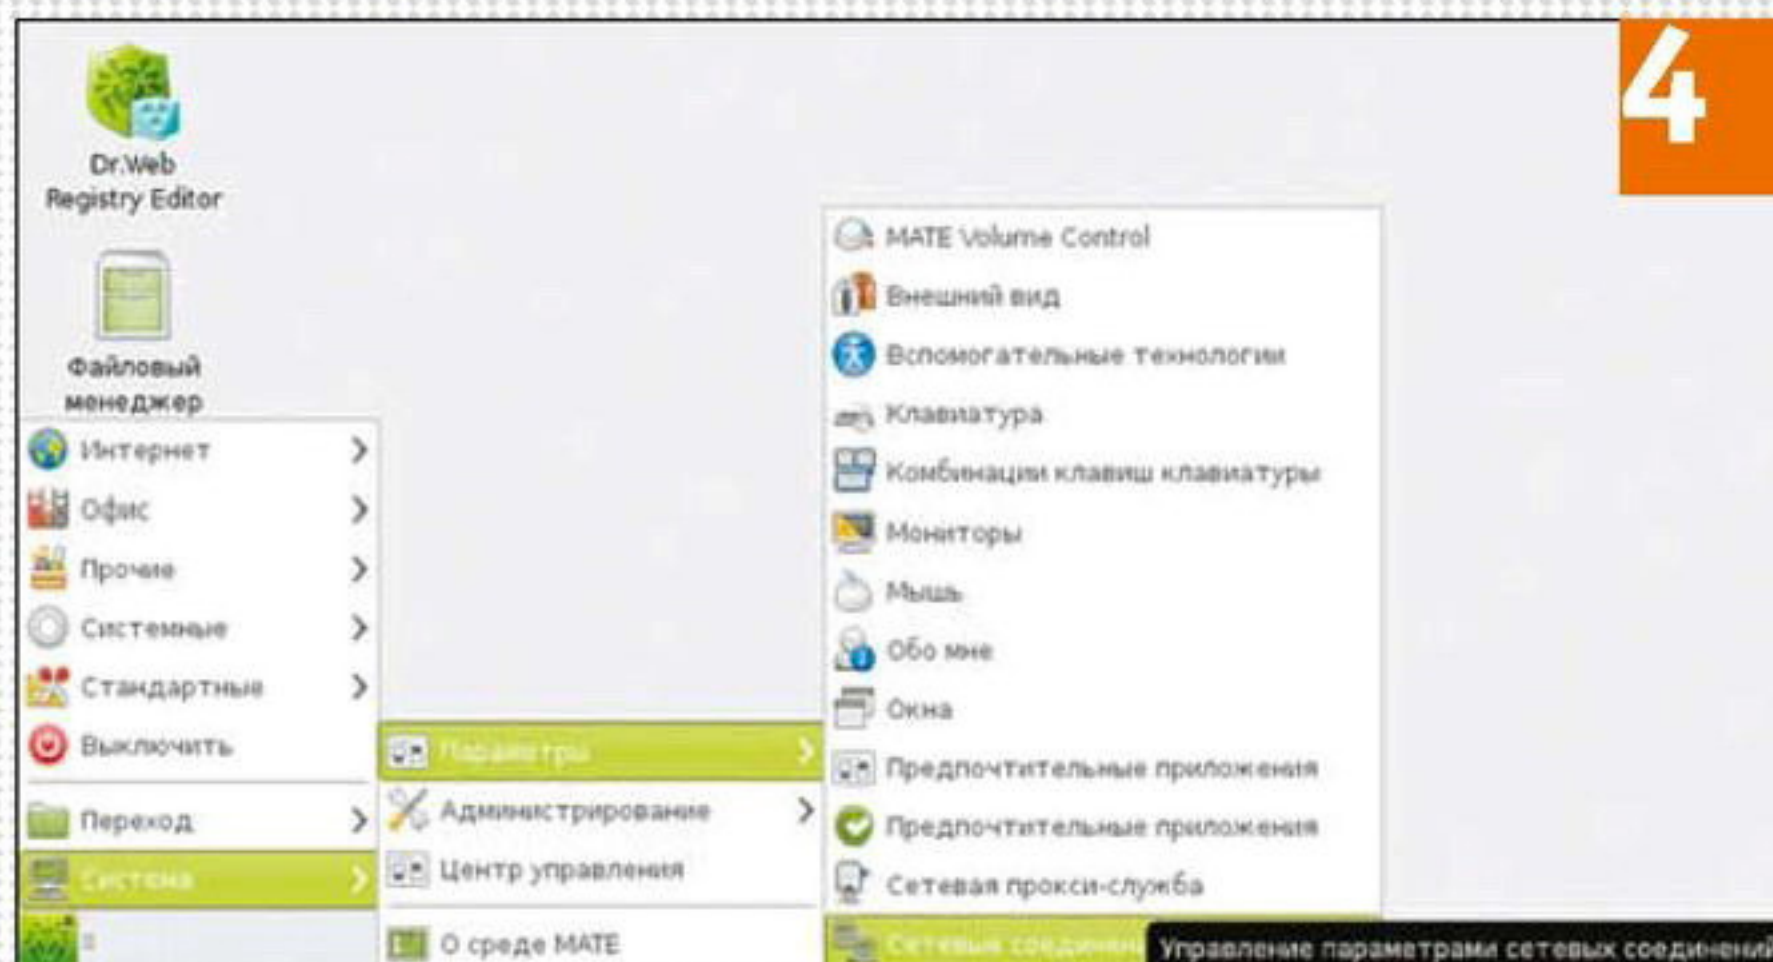 4
Dr.Web
Registry Editor
Файловый
менеджер
Интернет
Офис
Прочие
Системные
Стандартные
Выключить
Переход
Система
Параметры
Администрирование
Центр управления
О среде MATE
MATE Volume Control
Внешний вид
Вспомогательные технологии
Клавиатура
Комбинации клавиш клавиатуры
Мониторы
Мышь
Обо мне
Окна
Предпочтительные приложения
Предпочтительные приложения
Сетевая прокси-служба
Сетевые соединени
Управление параметрами сетевых соединений